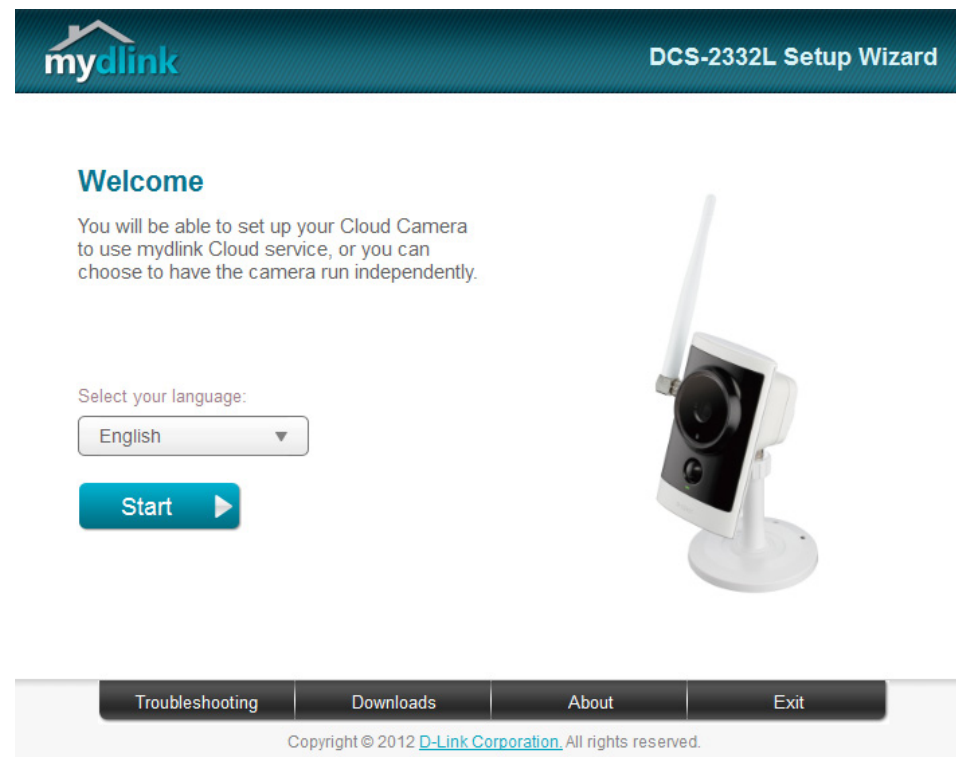 mydlink
DCS-2332L Setup Wizard
Welcome
You will be able to set up your Cloud Camera
to use mydlink Cloud service, or you can
choose to have the camera run independently.
Select your language:
English
Start
Troubleshooting
Downloads
About
Exit
Copyright © 2012 D-Link Corporation. All rights reserved.